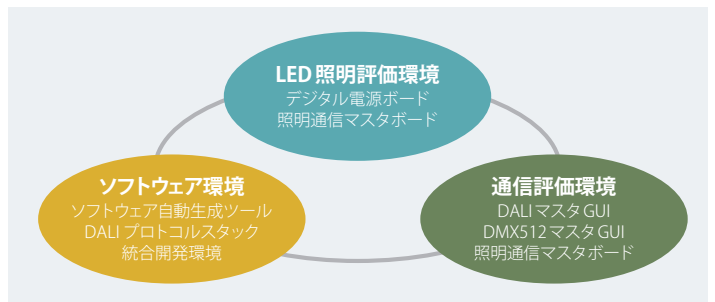 LED 照明評価環境
デジタル電源ボード
照明通信マスタボード
ソフトウェア環境
ソフトウェア自動生成ツール
DALI プロトコルスタック
統合開発環境
通信評価環境
DALI マスタ GUI
DMX512 マスタ GUI
照明通信マスタボード